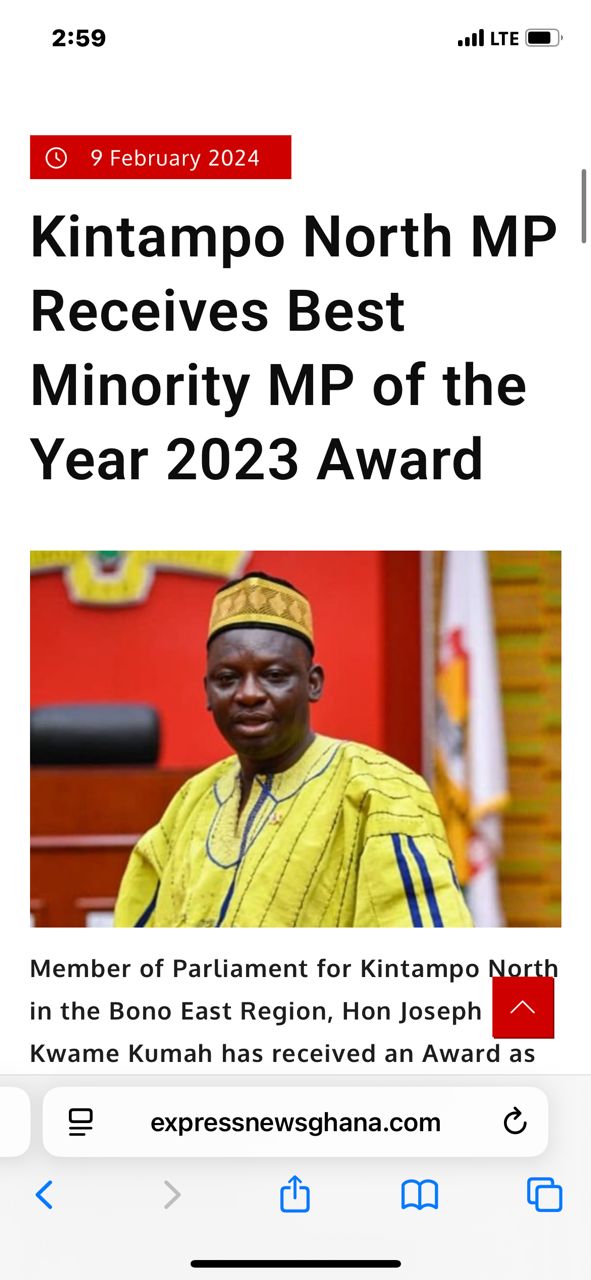 2:59 LTE
9 February 2024
Kintampo North MP
Receives Best
Minority MP of the
Year 2023 Award
Member of Parliament for Kintampo North
in the Bono East Region, Hon Joseph
Kwame Kumah has received an Award as
expressnewsghana.com